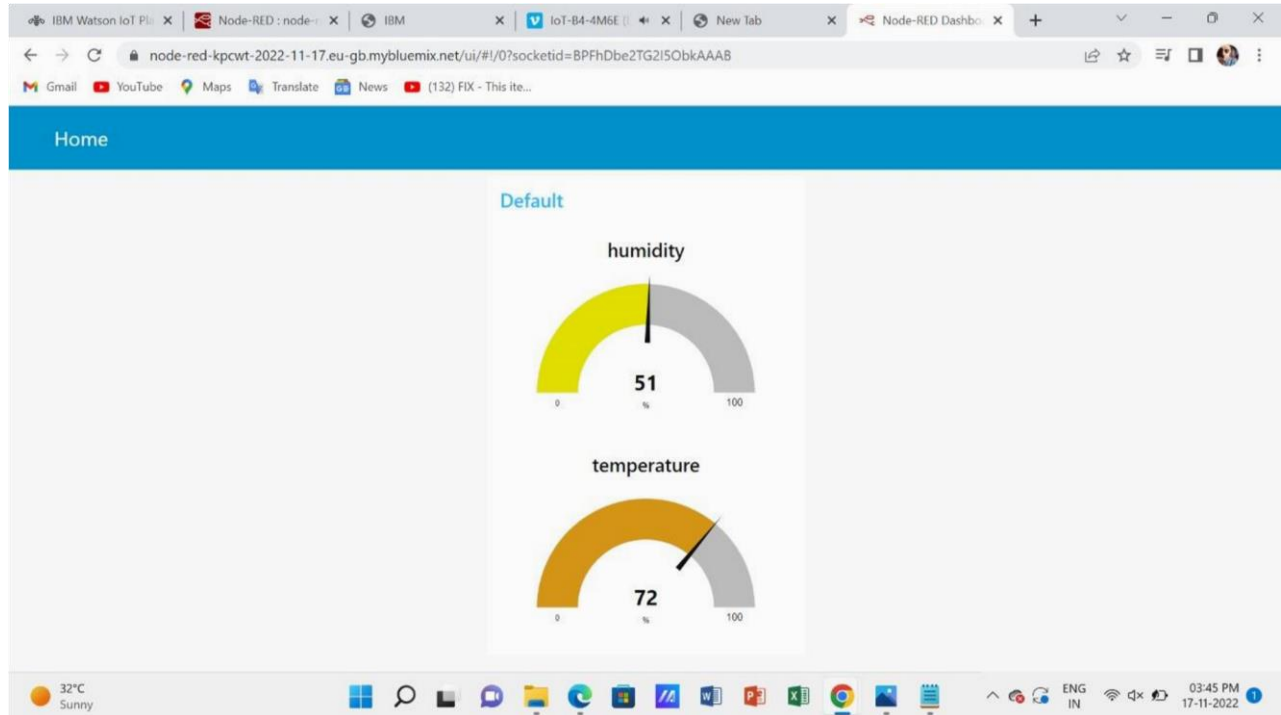 IBM Watson IoT Pl
Node-RED : node-r
IBM
IoT-B4-4M6E (
New Tab
Node-RED Dashbo
node-red-kpcwt-2022-11-17.eu-gb.mybluemix.net/ui/#!/0?socketid=BPFhDbe2TG2I5ObkAAAB
Gmail
YouTube
Maps
Translate
News
(132) FIX - This ite...
Home
Default
humidity
51
%
0
100
temperature
72
%
0
100
32°C
Sunny
ENG
IN
03:45 PM
17-11-2022
1